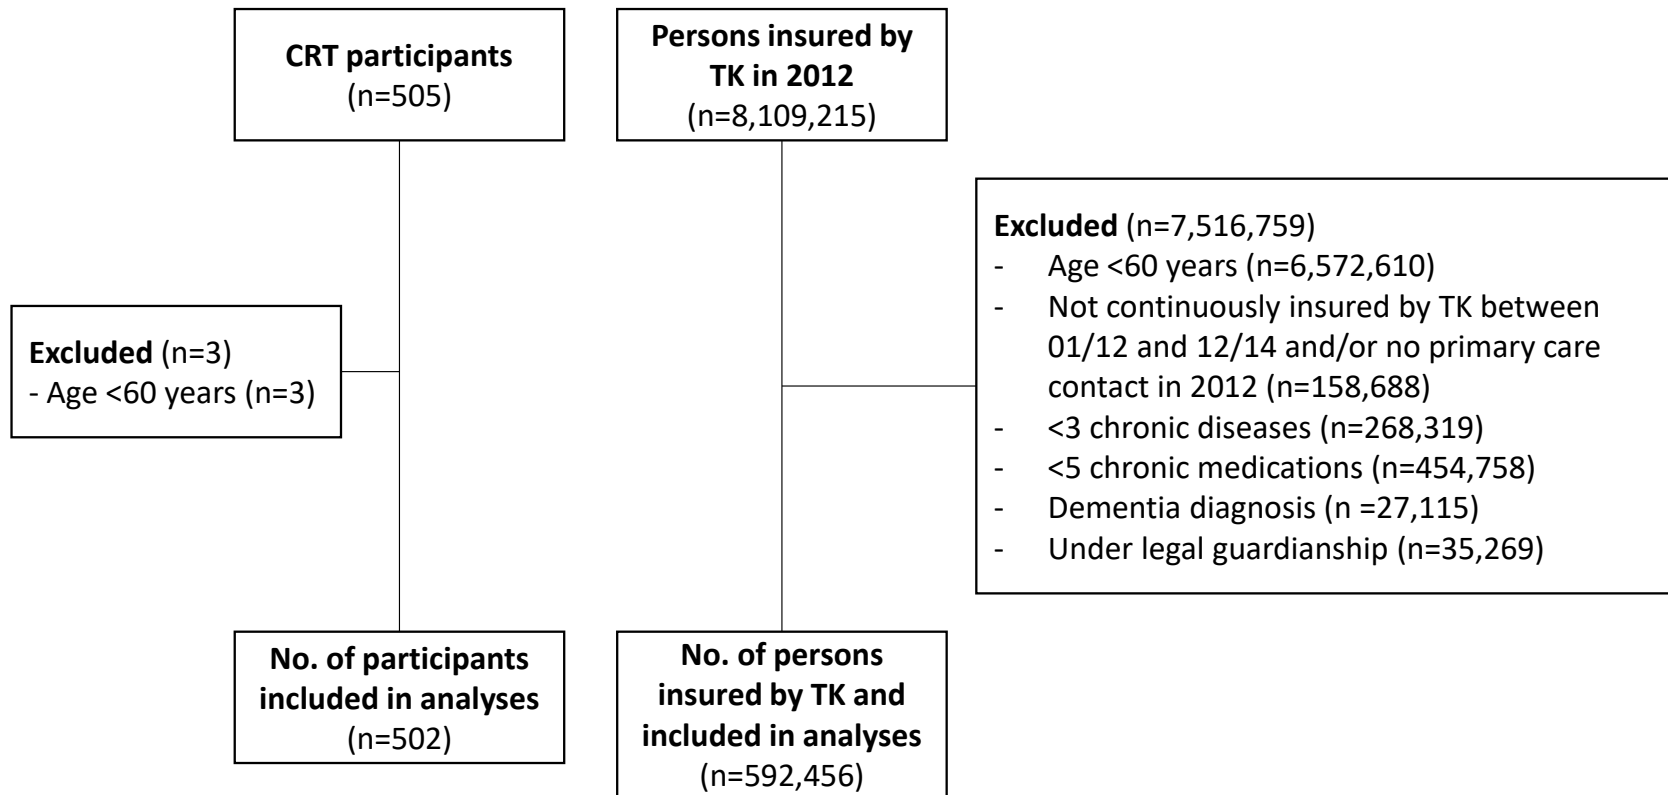 CRT participants
(n=505)
Persons insured by
TK in 2012
(n=8,109,215)
Excluded (n=7,516,759)
- Age <60 years (n=6,572,610)
- Not continuously insured by TK between
01/12 and 12/14 and/or no primary care
contact in 2012 (n=158,688)
- <3 chronic diseases (n=268,319)
- <5 chronic medications (n=454,758)
- Dementia diagnosis (n =27,115)
- Under legal guardianship (n=35,269)
Excluded (n=3)
- Age <60 years (n=3)
No. of participants
included in analyses
(n=502)
No. of persons
insured by TK and
included in analyses
(n=592,456)